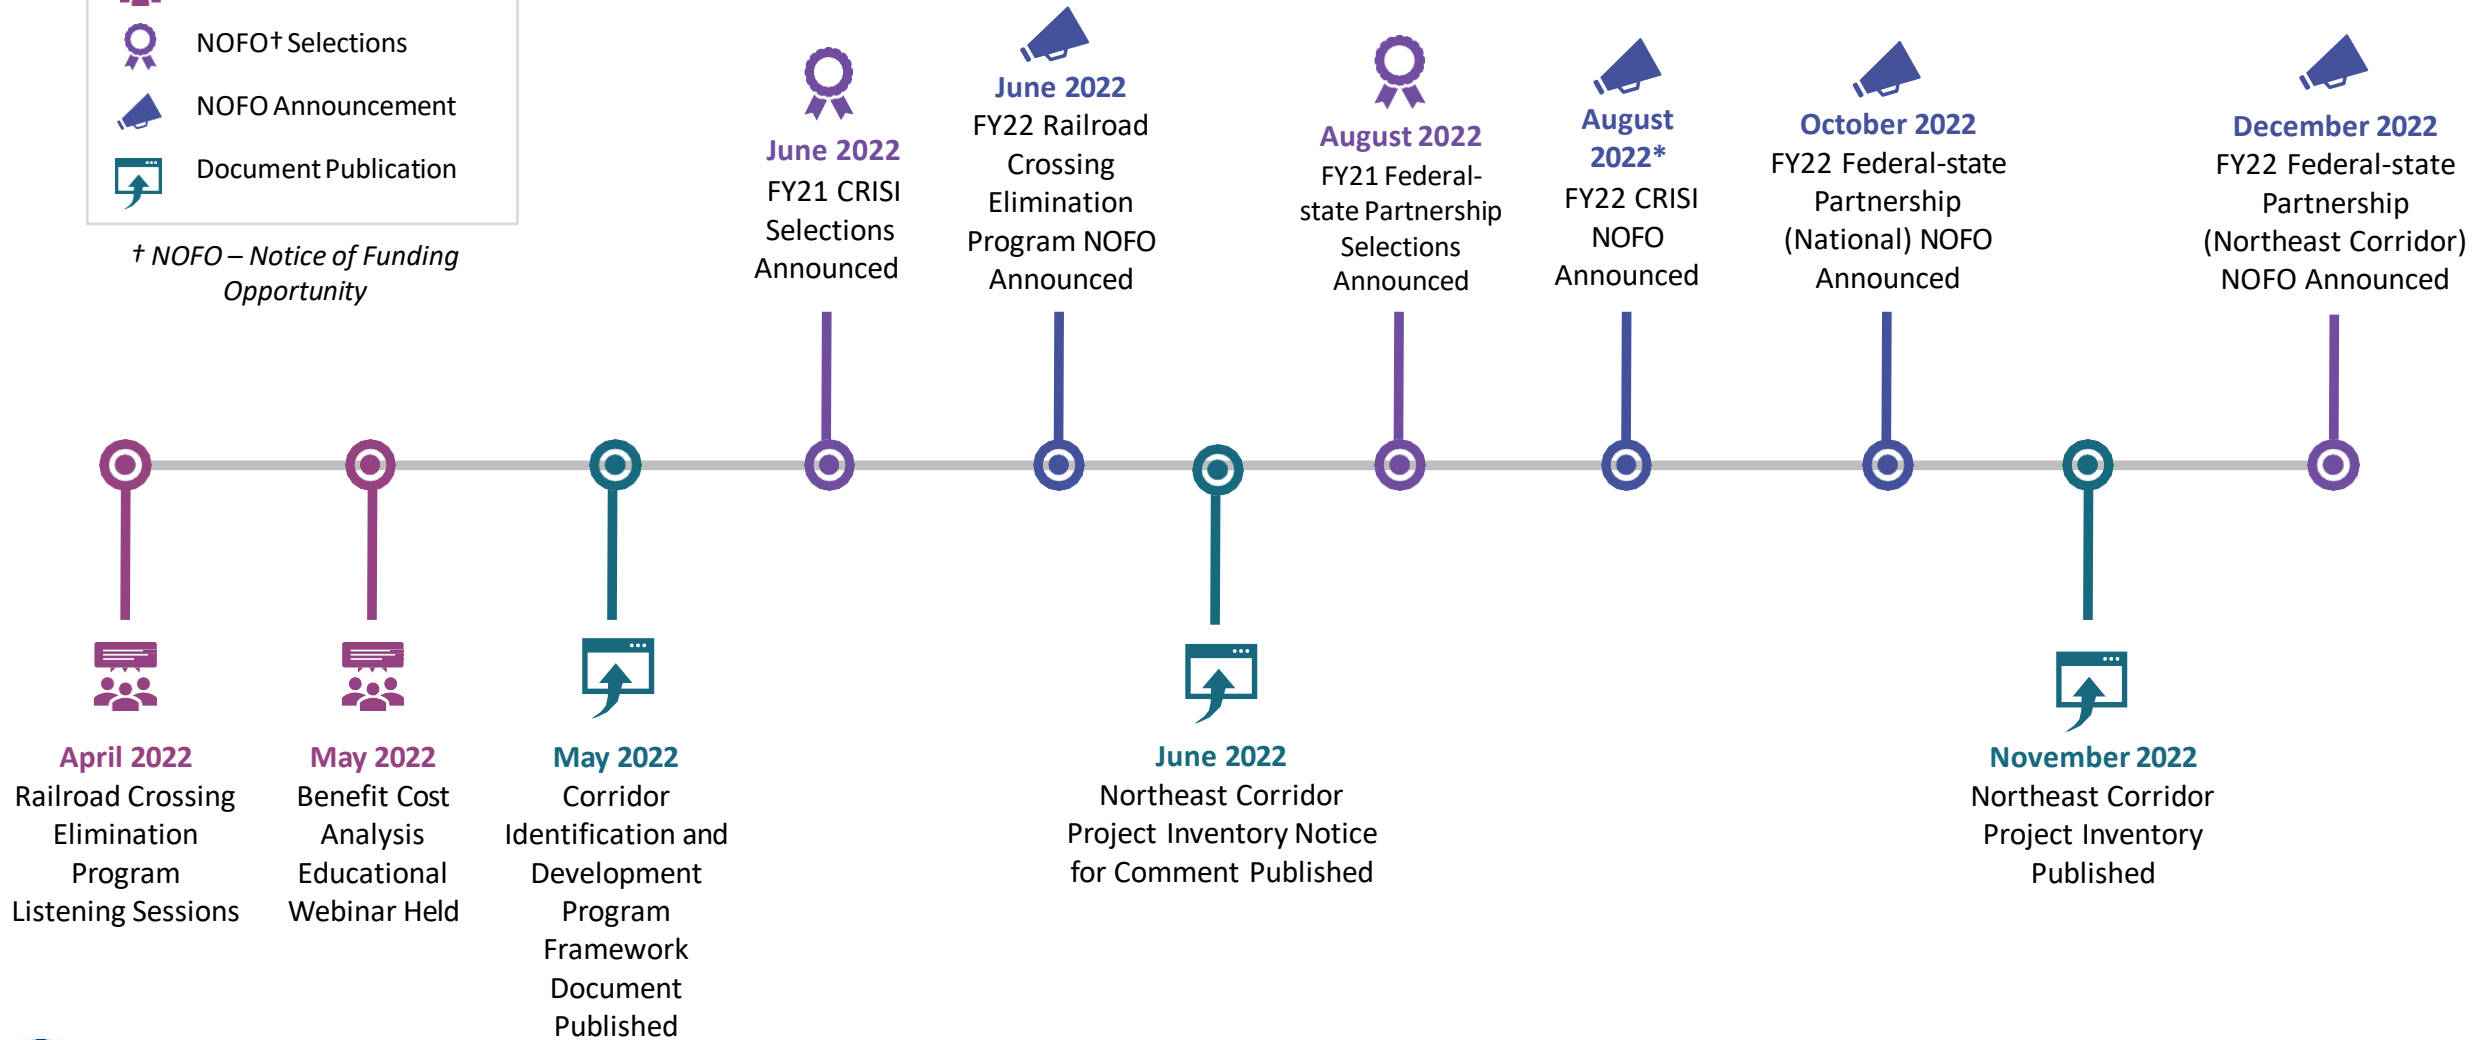 NOFO† Selections
NOFO Announcement
Document Publication
† NOFO – Notice of Funding
Opportunity
June 2022
FY21 CRISI
Selections
Announced
June 2022
FY22 Railroad
Crossing
Elimination
Program NOFO
Announced
August 2022
FY21 Federal-
state Partnership
Selections
Announced
August
2022*
FY22 CRISI
NOFO
Announced
October 2022
FY22 Federal-state
Partnership
(National) NOFO
Announced
December 2022
FY22 Federal-state
Partnership
(Northeast Corridor)
NOFO Announced
April 2022
Railroad Crossing
Elimination
Program
Listening Sessions
May 2022
Benefit Cost
Analysis
Educational
Webinar Held
May 2022
Corridor
Identification and
Development
Program
Framework
Document
Published
June 2022
Northeast Corridor
Project Inventory Notice
for Comment Published
November 2022
Northeast Corridor
Project Inventory
Published